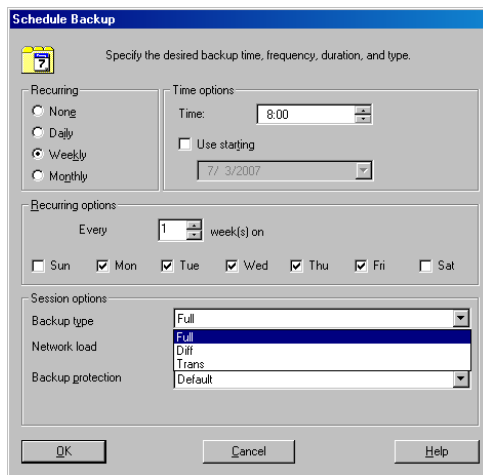 Schedule Backup
Specify the desired backup time, frequency, duration, and type.
7
Recurring
None
Daily
Weekly
Monthly
Time options
Time: 8:00
Use starting
7/ 3/2007
Recurring options
Every 1 week(s) on
Sun Mon Tue Wed Thu Fri Sat
Session options
Backup type Full
Full
Network load Diff
Trans
Backup protection Default
OK Cancel Help